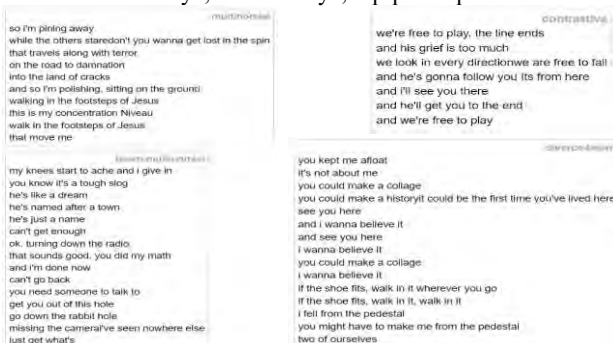 so i'm pining away
while the others staredon't you wanna get lost in the spin
that travels along with terror
on the road to damnation
into the land of cracks
and so i'm polishing, sitting on the ground
walking in the footsteps of Jesus
this is my concentration Niveau
walk in the footsteps of Jesus
that move me
contrastive
we're free to play, the line ends
and his grief is too much
we look in every directionwe are free to fall
and he's gonna follow you its from here
and i'll see you there
and he'll get you to the end
and we're free to play
my knees start to ache and i give in
you know it's a tough slog
he's like a dream
he's named after a town
he's just a name
can't get enough
ok. turning down the radio
that sounds good, you did my math
and i'm done now
can't go back
you need someone to talk to
get you out of this hole
go down the rabbit hole
missing the cameraI've seen nowhere else
just get what's
you kept me afloat
it's not about me
you could make a collage
you could make a historyit could be the first time you've lived here
see you here
and i wanna believe it
and see you here
i wanna believe it
you could make a collage
i wanna believe it
if the shoe fits, walk in it wherever you go
if the shoe fits, walk in it, walk in it
i fell from the pedestal
you might have to make me from the pedestal
two of ourselves